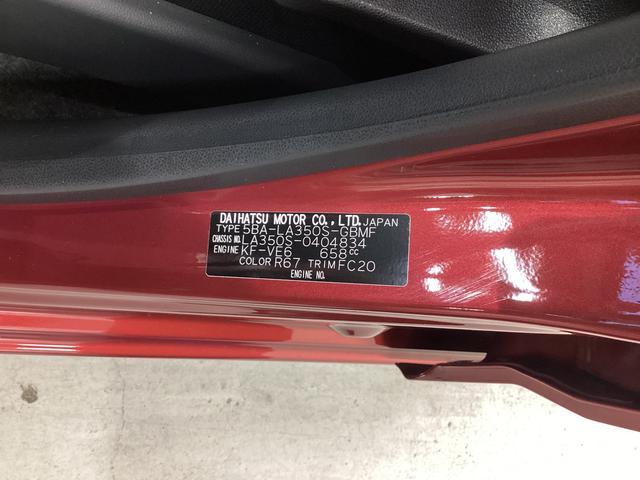 DAIHATSU MOTOR CO., LTD. JAPAN
TYPE 5BA-LA350S-GBMF
CHASSIS NO. LA350S-0404834
ENGINE KF-VE6 658cc
COLOR R67 TRIM FC20
ENGINE NO.